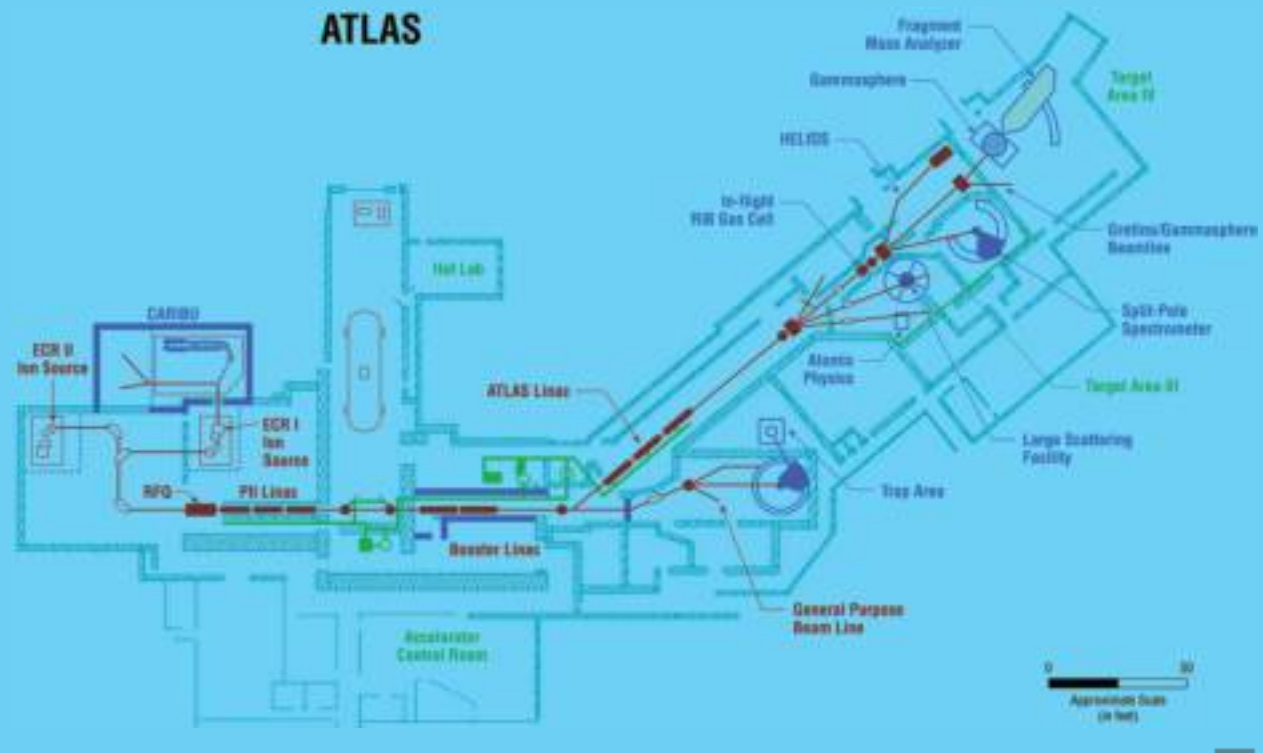 ATLAS
Fragment
Mass Analyzer
Gammasphere
Target
Area IV
HELIOS
In-flight
RIB Gas Cell
Hot Lab
Gretina/Gammasphere
Beamline
CARIBU
ECR II
Ion Source
Split-Pole
Spectrometer
Atomic
Physics
ATLAS Linac
Target Area III
ECR I
Ion
Source
Large Scattering
Facility
RFQ
PII Linac
Trap Area
Booster Linac
General Purpose
Beam Line
Accelerator
Control Room
0
50
Approximate Scale
(in feet)